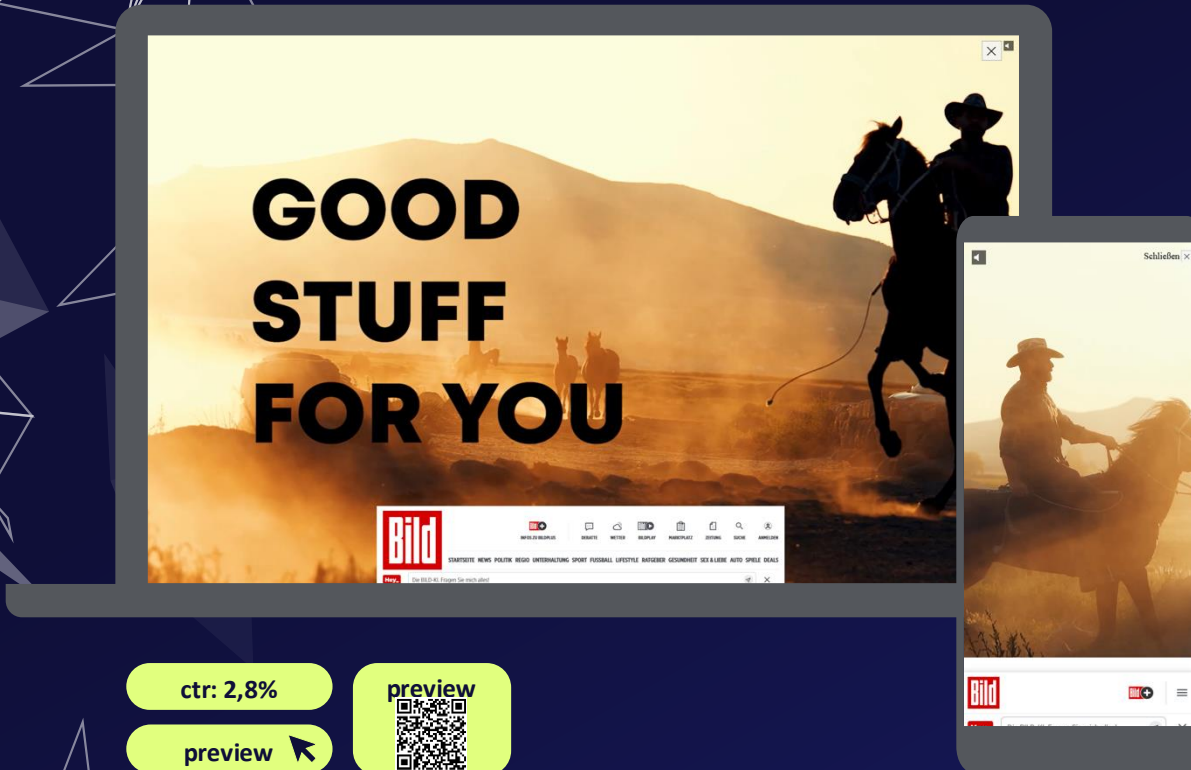 GOOD
STUFF
FOR YOU
Bild
INFOS ZU BILDPLUS DEBATTE WETTER BILDPLAY MARKTPLATZ ZEITUNG SUCHE ANMELDEN
STARTSEITE NEWS POLITIK REGIO UNTERHALTUNG SPORT FUSSBALL LIFESTYLE RATGEBER GESUNDHEIT SEX & LIEBE AUTO SPIELE DEALS
Hey_ Die BILD-KI. Fragen Sie mich alles!
Schließen
Bild
ctr: 2,8%
preview
preview